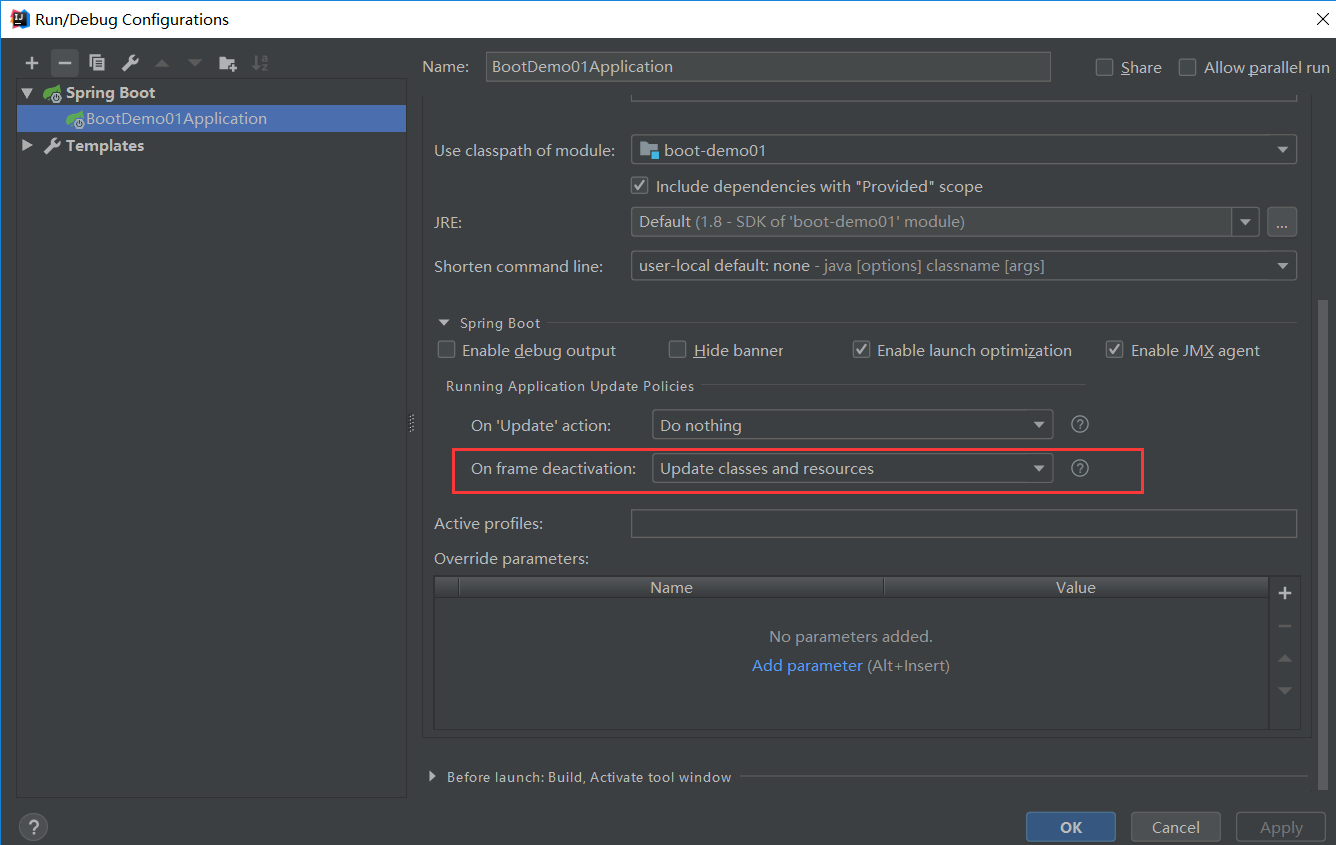 Run/Debug Configurations
Name: BootDemo01Application Share Allow parallel run
Spring Boot
BootDemo01Application
Templates
Use classpath of module: boot-demo01
Include dependencies with "Provided" scope
JRE: Default (1.8 - SDK of 'boot-demo01' module) ...
Shorten command line: user-local default: none - java [options] classname [args]
Spring Boot
Enable debug output Hide banner Enable launch optimization Enable JMX agent
Running Application Update Policies
On 'Update' action: Do nothing ?
On frame deactivation: Update classes and resources ?
Active profiles:
Override parameters:
Name Value
No parameters added.
Add parameter (Alt+Insert)
Before launch: Build, Activate tool window
? OK Cancel Apply